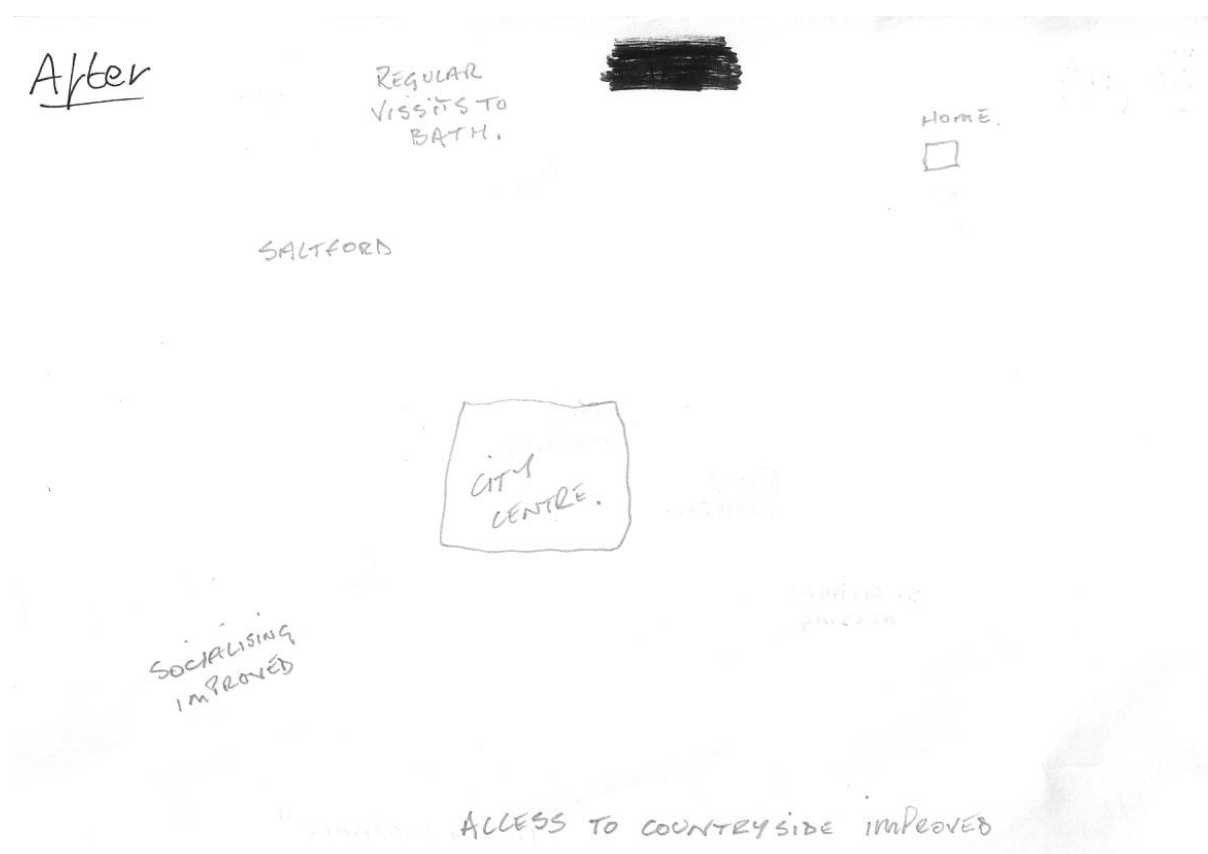 After
REGULAR
VISSITS TO
BATH.
HOME.
SALTFORD
CITY
CENTRE.
SOCIALISING
IMPROVED
ACCESS TO COUNTRYSIDE IMPROVED